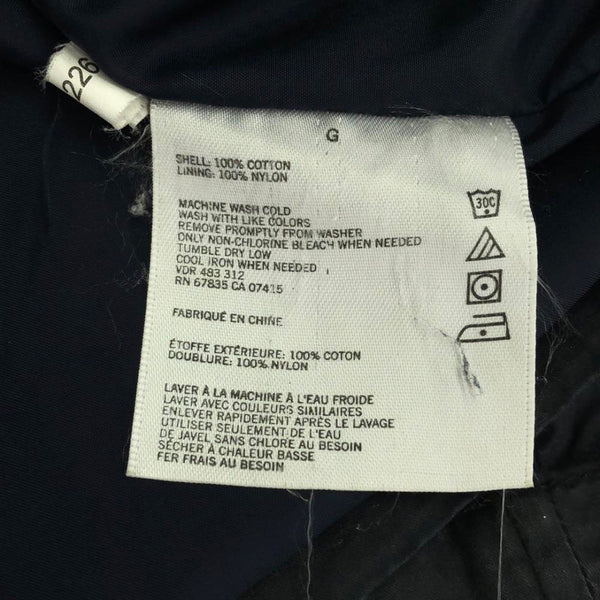 226
G
SHELL: 100% COTTON
LINING: 100% NYLON
MACHINE WASH COLD
WASH WITH LIKE COLORS
REMOVE PROMPTLY FROM WASHER
ONLY NON-CHLORINE BLEACH WHEN NEEDED
TUMBLE DRY LOW
COOL IRON WHEN NEEDED
VDR 483 312
RN 67835 CA 07415
30C
FABRIQUÉ EN CHINE
ÉTOFFE EXTÉRIEURE: 100% COTON
DOUBLURE: 100% NYLON
LAVER À LA MACHINE À L'EAU FROIDE
LAVER AVEC COULEURS SIMILAIRES
ENLEVER RAPIDEMENT APRÈS LE LAVAGE
UTILISER SEULEMENT DE L'EAU
DE JAVEL SANS CHLORE AU BESOIN
SÉCHER À CHALEUR BASSE
FER FRAIS AU BESOIN